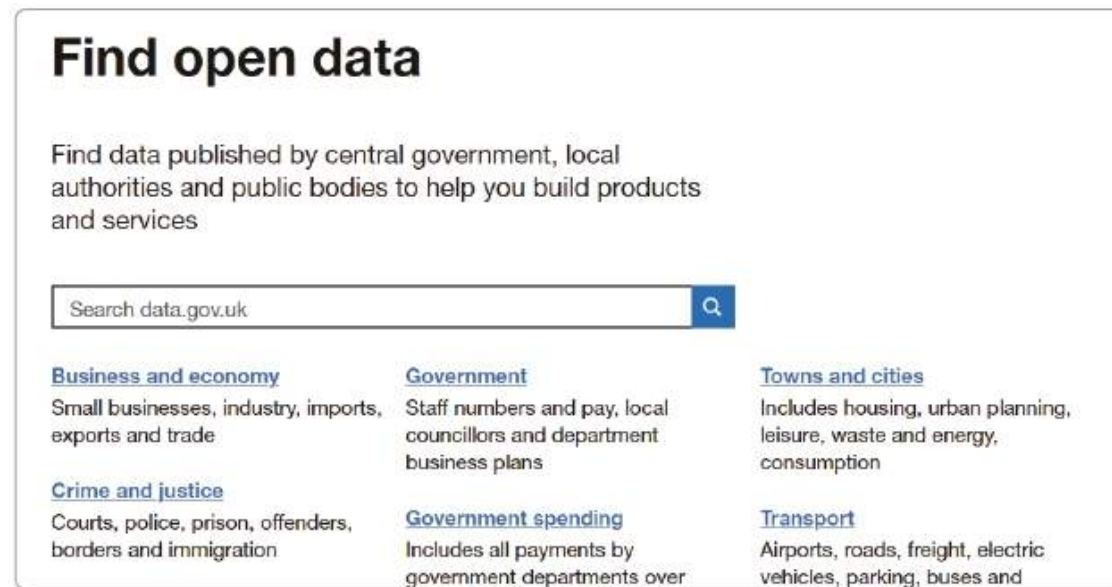 Find open data
Find data published by central government, local
authorities and public bodies to help you build products
and services
Search data.gov.uk
Business and economy
Small businesses, industry, imports,
exports and trade
Crime and justice
Courts, police, prison, offenders,
borders and immigration
Government
Staff numbers and pay, local
councillors and department
business plans
Government spending
Includes all payments by
government departments over
Towns and cities
Includes housing, urban planning,
leisure, waste and energy,
consumption
Transport
Airports, roads, freight, electric
vehicles, parking, buses and